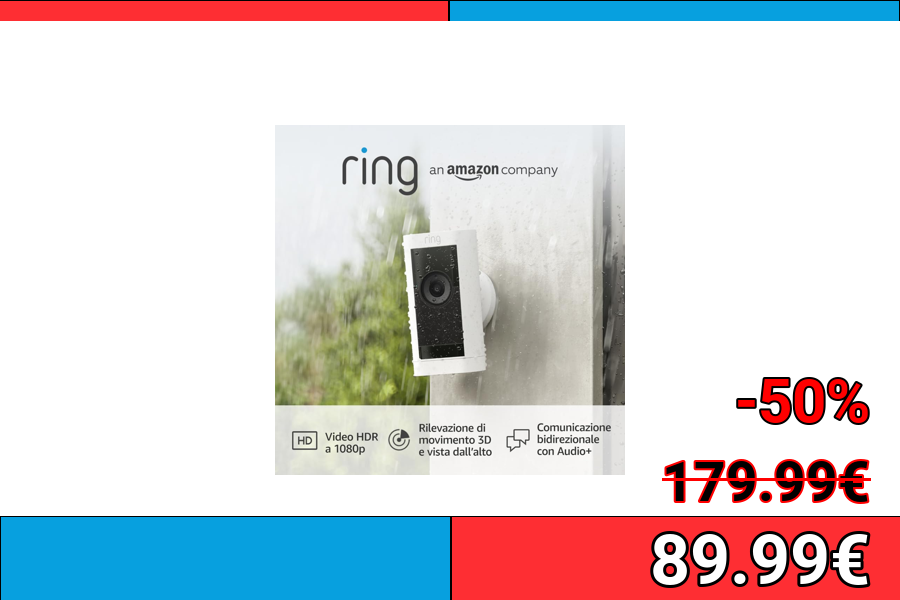 ring an amazon company
ring
HD
Video HDR
a 1080p
Rilevazione di
movimento 3D
e vista dall'alto
Comunicazione
bidirezionale
con Audio+
-50%
179.99€
89.99€